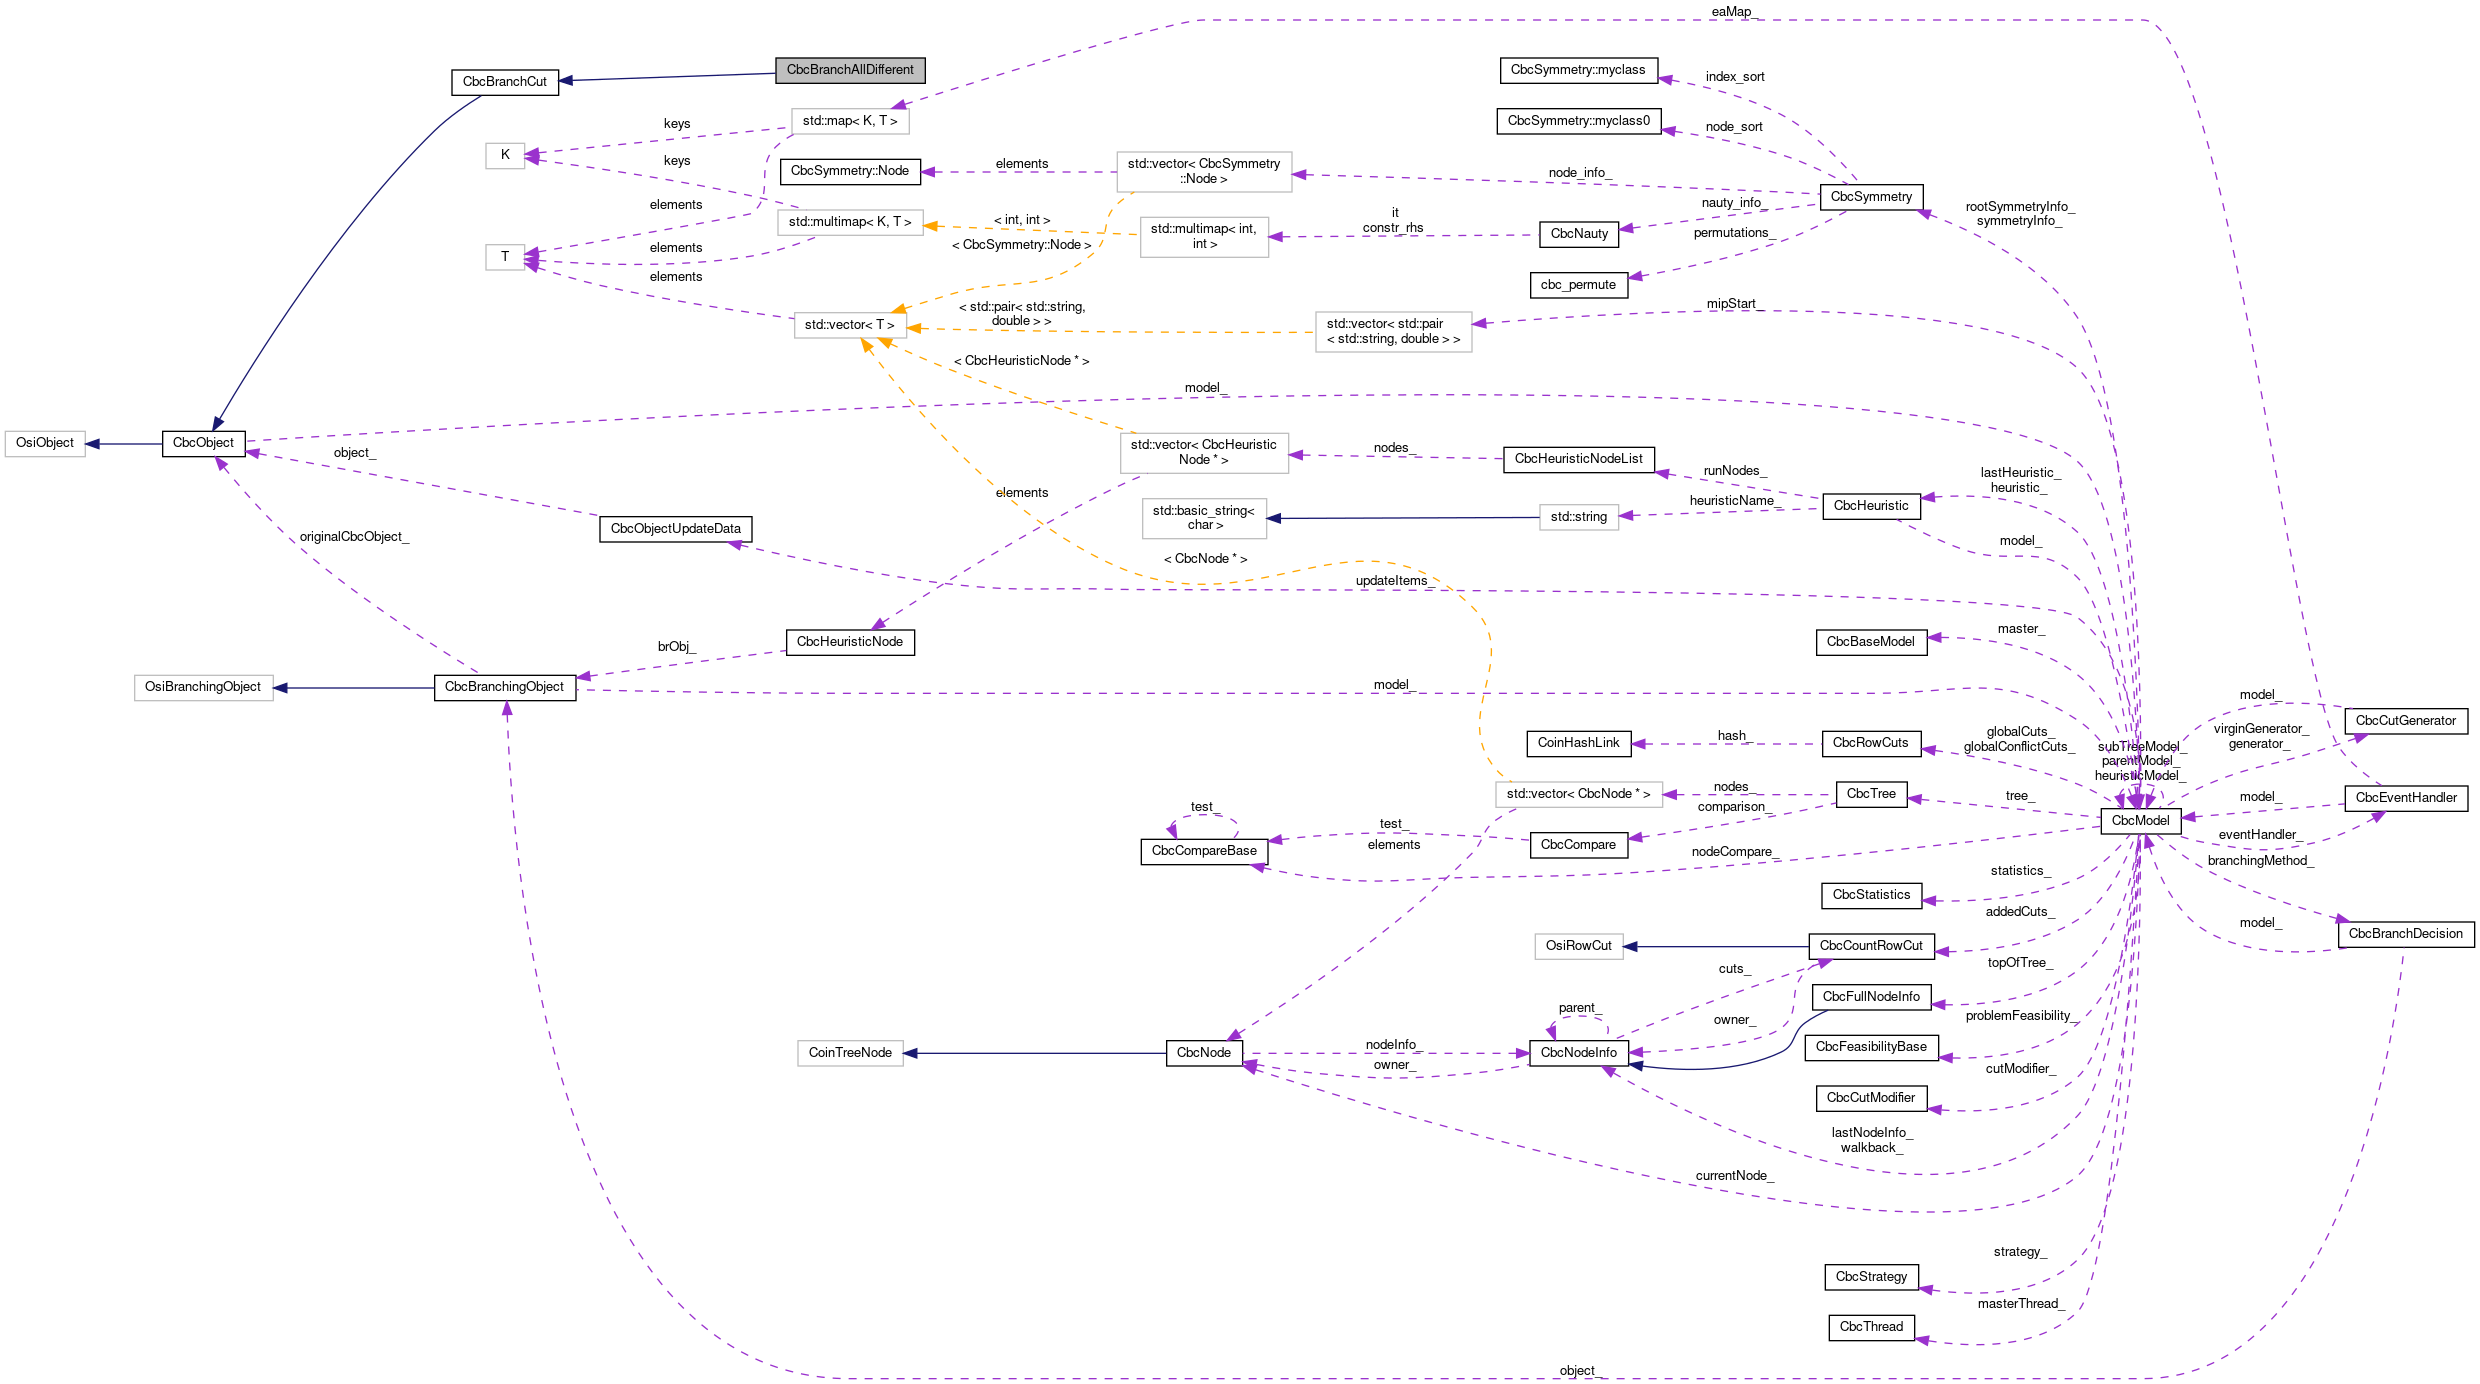 eaMap_
CbcBranchAllDifferent
CbcBranchCut
CbcSymmetry::myclass
index_sort
std::map< K, T >
keys
CbcSymmetry::myclass0
node_sort
K
keys
CbcSymmetry::Node
elements
std::vector< CbcSymmetry
::Node >
node_info_
CbcSymmetry
elements
std::multimap< K, T >
< int, int >
std::multimap< int,
int >
it
constr_rhs
CbcNauty
nauty_info_
rootSymmetryInfo_
symmetryInfo_
permutations_
T
elements
< CbcSymmetry::Node >
elements
cbc_permute
std::vector< T >
< std::pair< std::string,
double > >
std::vector< std::pair
< std::string, double > >
mipStart_
< CbcHeuristicNode * >
model_
OsiObject
CbcObject
object_
std::vector< CbcHeuristic
Node * >
nodes_
CbcHeuristicNodeList
runNodes_
lastHeuristic_
heuristic_
elements
std::basic_string<
char >
std::string
heuristicName_
CbcHeuristic
CbcObjectUpdateData
originalCbcObject_
model_
< CbcNode * >
updateItems_
CbcHeuristicNode
brObj_
CbcBaseModel
master_
OsiBranchingObject
CbcBranchingObject
model_
model_
CbcCutGenerator
CoinHashLink
hash_
CbcRowCuts
globalCuts_
globalConflictCuts_
virginGenerator_
generator_
subTreeModel_
parentModel_
heuristicModel_
std::vector< CbcNode * >
nodes_
CbcTree
tree_
model_
CbcEventHandler
test_
comparison_
test_
CbcCompareBase
elements
CbcCompare
CbcModel
eventHandler_
nodeCompare_
branchingMethod_
statistics_
CbcStatistics
addedCuts_
model_
CbcBranchDecision
OsiRowCut
CbcCountRowCut
cuts_
topOfTree_
CbcFullNodeInfo
parent_
owner_
problemFeasibility_
CoinTreeNode
CbcNode
nodeInfo_
owner_
CbcNodeInfo
CbcFeasibilityBase
cutModifier_
CbcCutModifier
lastNodeInfo_
walkback_
currentNode_
strategy_
CbcStrategy
masterThread_
CbcThread
object_